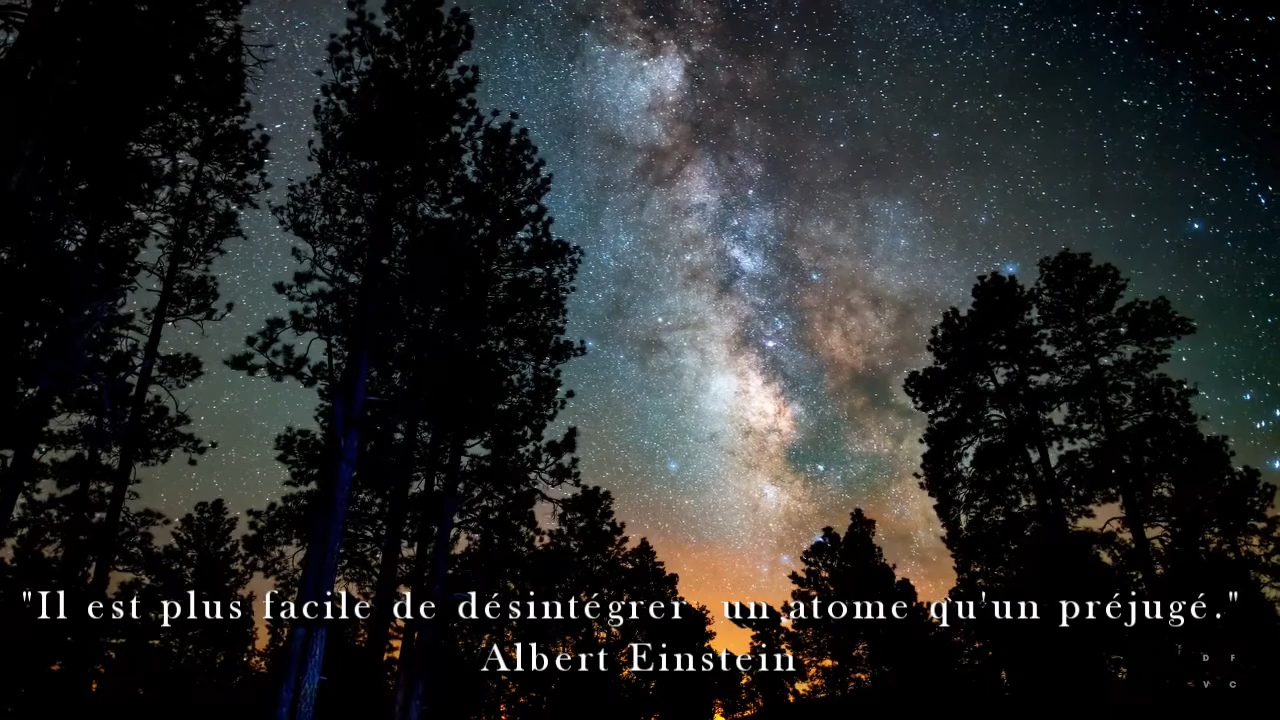 "Il est plus facile de désintégrer un atome qu'un préjugé."
Albert Einstein
D F
V C